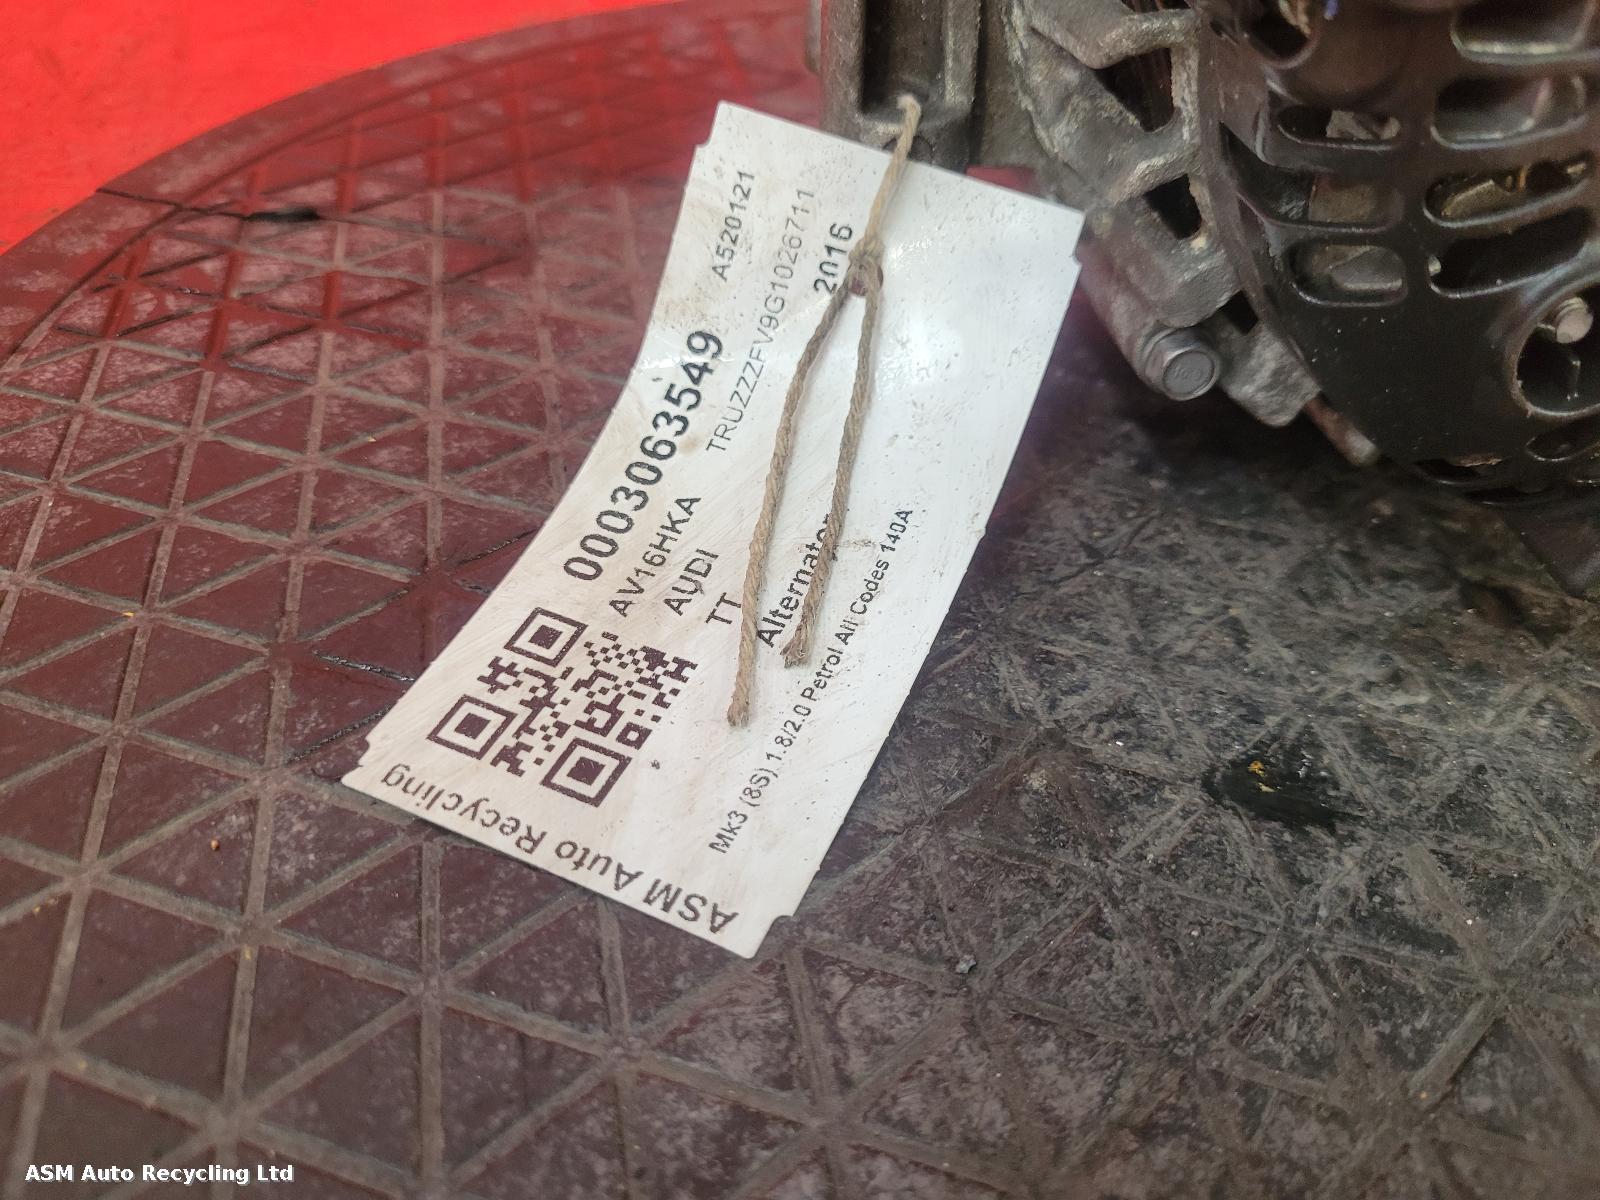 0003063549 A520121
AV16HKA TRUZZZFV9G1026711
AUDI 2016
TT
Alternator
Mk3 (8S) 1.8/2.0 Petrol All Codes 140A
ASM Auto Recycling
ASM Auto Recycling Ltd